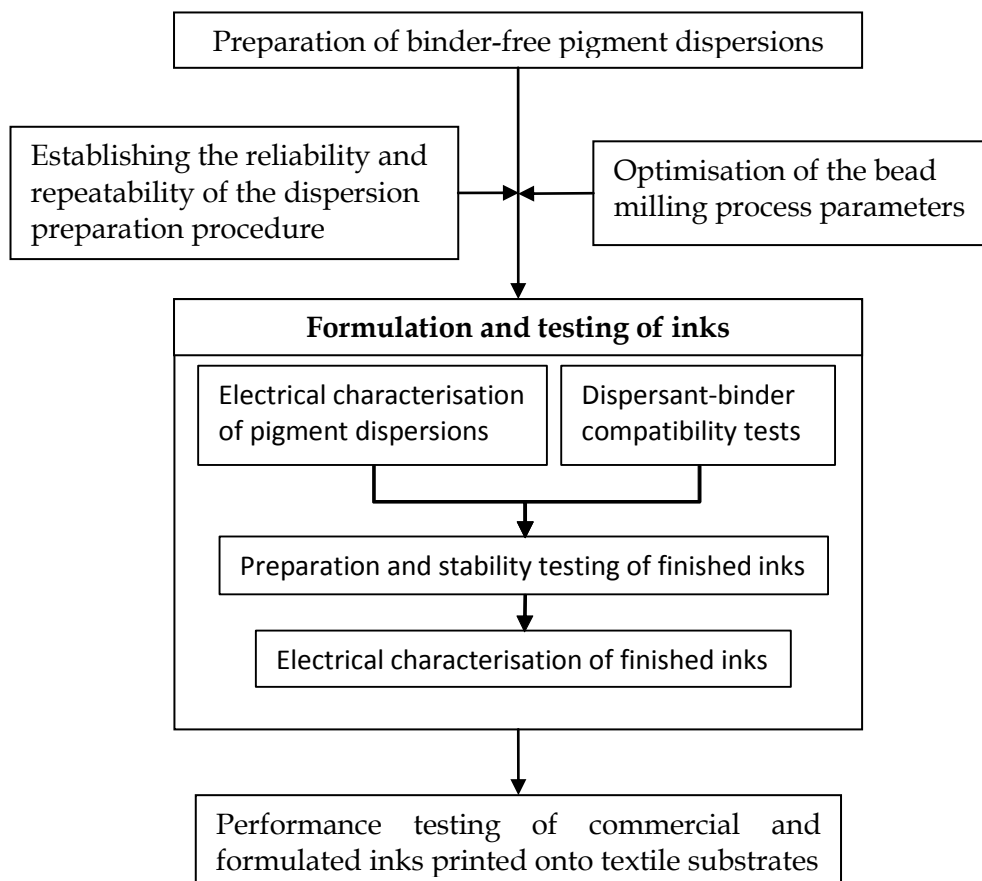 Preparation of binder-free pigment dispersions
Establishing the reliability and
repeatability of the dispersion
preparation procedure
Optimisation of the bead
milling process parameters
Formulation and testing of inks
Electrical characterisation
of pigment dispersions
Dispersant-binder
compatibility tests
Preparation and stability testing of finished inks
Electrical characterisation of finished inks
Performance testing of commercial and
formulated inks printed onto textile substrates